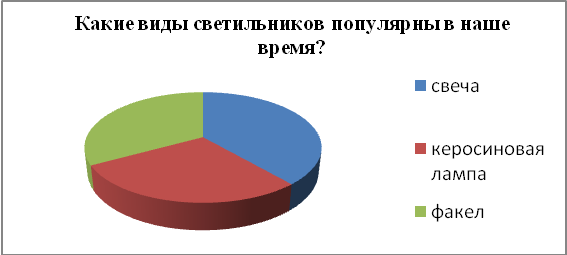 Какие виды светильников популярны в наше
время?
свеча
керосиновая
лампа
факел